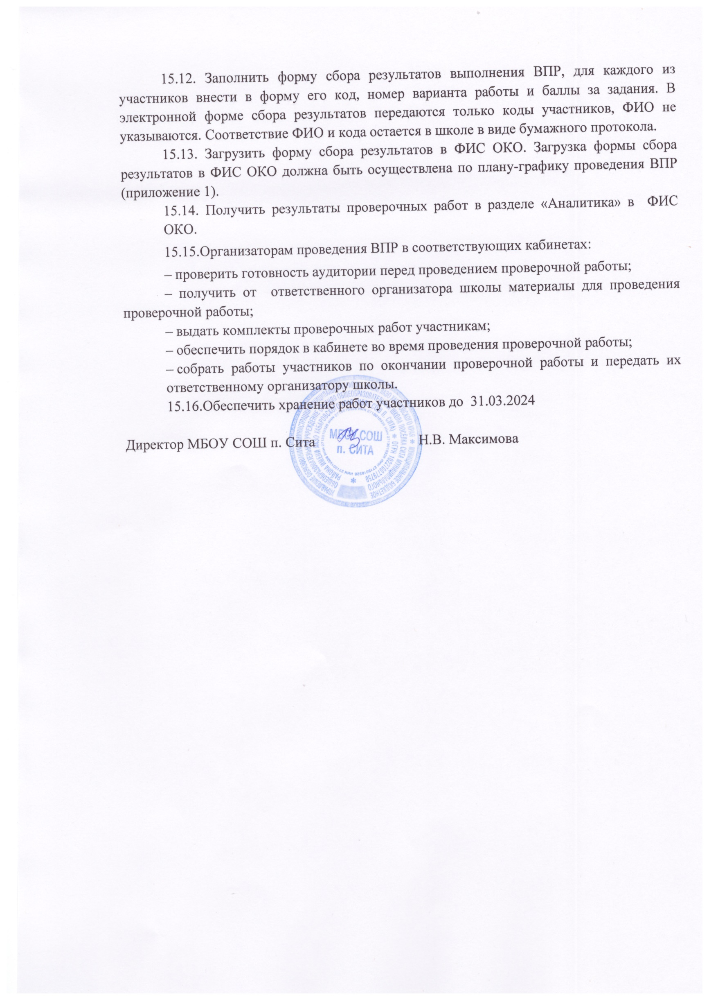 15.12. Заполнить форму сбора результатов выполнения ВПР, для каждого из
участников внести в форму его код, номер варианта работы и баллы за задания. В
электронной форме сбора результатов передаются только коды участников, ФИО не
указываются. Соответствие ФИО и кода остается в школе в виде бумажного протокола.
15.13. Загрузить форму сбора результатов в ФИС ОКО. Загрузка формы сбора
результатов в ФИС ОКО должна быть осуществлена по плану-графику проведения ВПР
(приложение 1).
15.14. Получить результаты проверочных работ в разделе «Аналитика» в ФИС
ОКО.
15.15.Организаторам проведения ВПР в соответствующих кабинетах:
– проверить готовность аудитории перед проведением проверочной работы;
– получить от ответственного организатора школы материалы для проведения
проверочной работы;
– выдать комплекты проверочных работ участникам;
– обеспечить порядок в кабинете во время проведения проверочной работы;
– собрать работы участников по окончании проверочной работы и передать их
ответственному организатору школы.
15.16.Обеспечить хранение работ участников до 31.03.2024
Директор МБОУ СОШ п. Сита Н.В. Максимова
МБОУ СОШ
п. СИТА